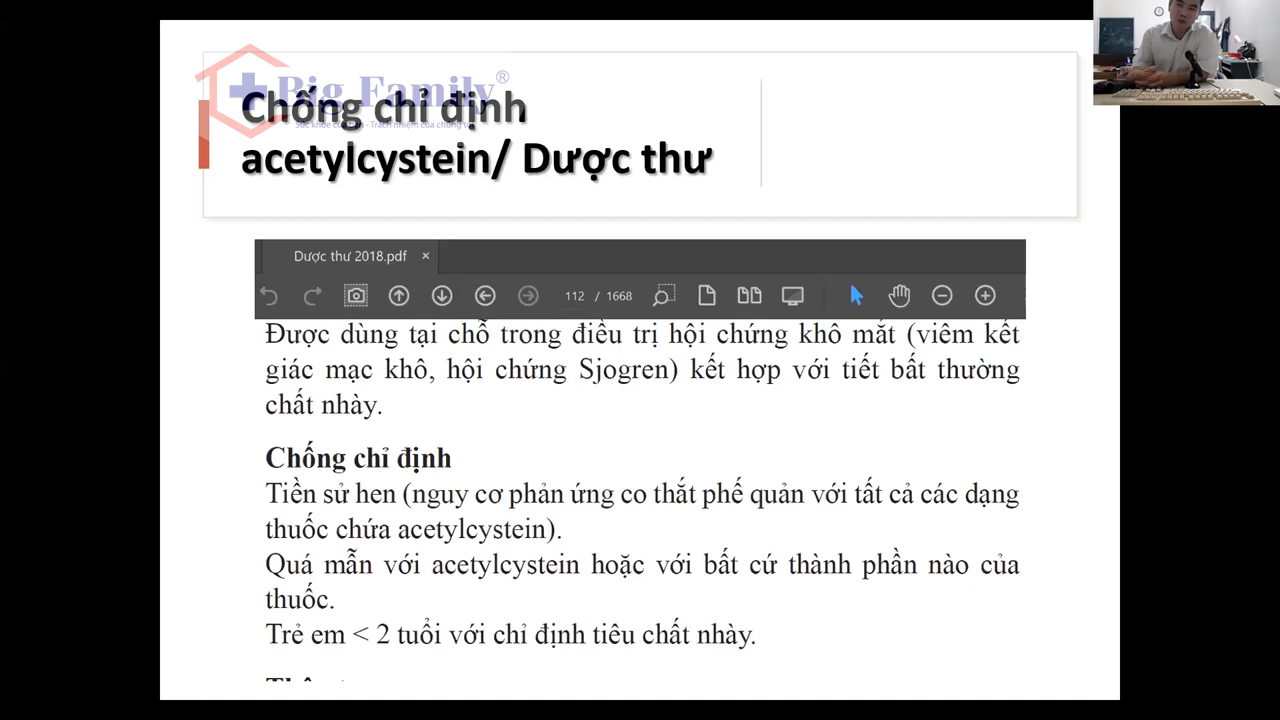 Big Family®
Chống chỉ định
acetylcystein/ Dược thư
Dược thư 2018.pdf ×
112 / 1668
Được dùng tại chỗ trong điều trị hội chứng khô mắt (viêm kết
giác mạc khô, hội chứng Sjogren) kết hợp với tiết bất thường
chất nhày.
Chống chỉ định
Tiền sử hen (nguy cơ phản ứng co thắt phế quản với tất cả các dạng
thuốc chứa acetylcystein).
Quá mẫn với acetylcystein hoặc với bất cứ thành phần nào của
thuốc.
Trẻ em < 2 tuổi với chỉ định tiêu chất nhày.